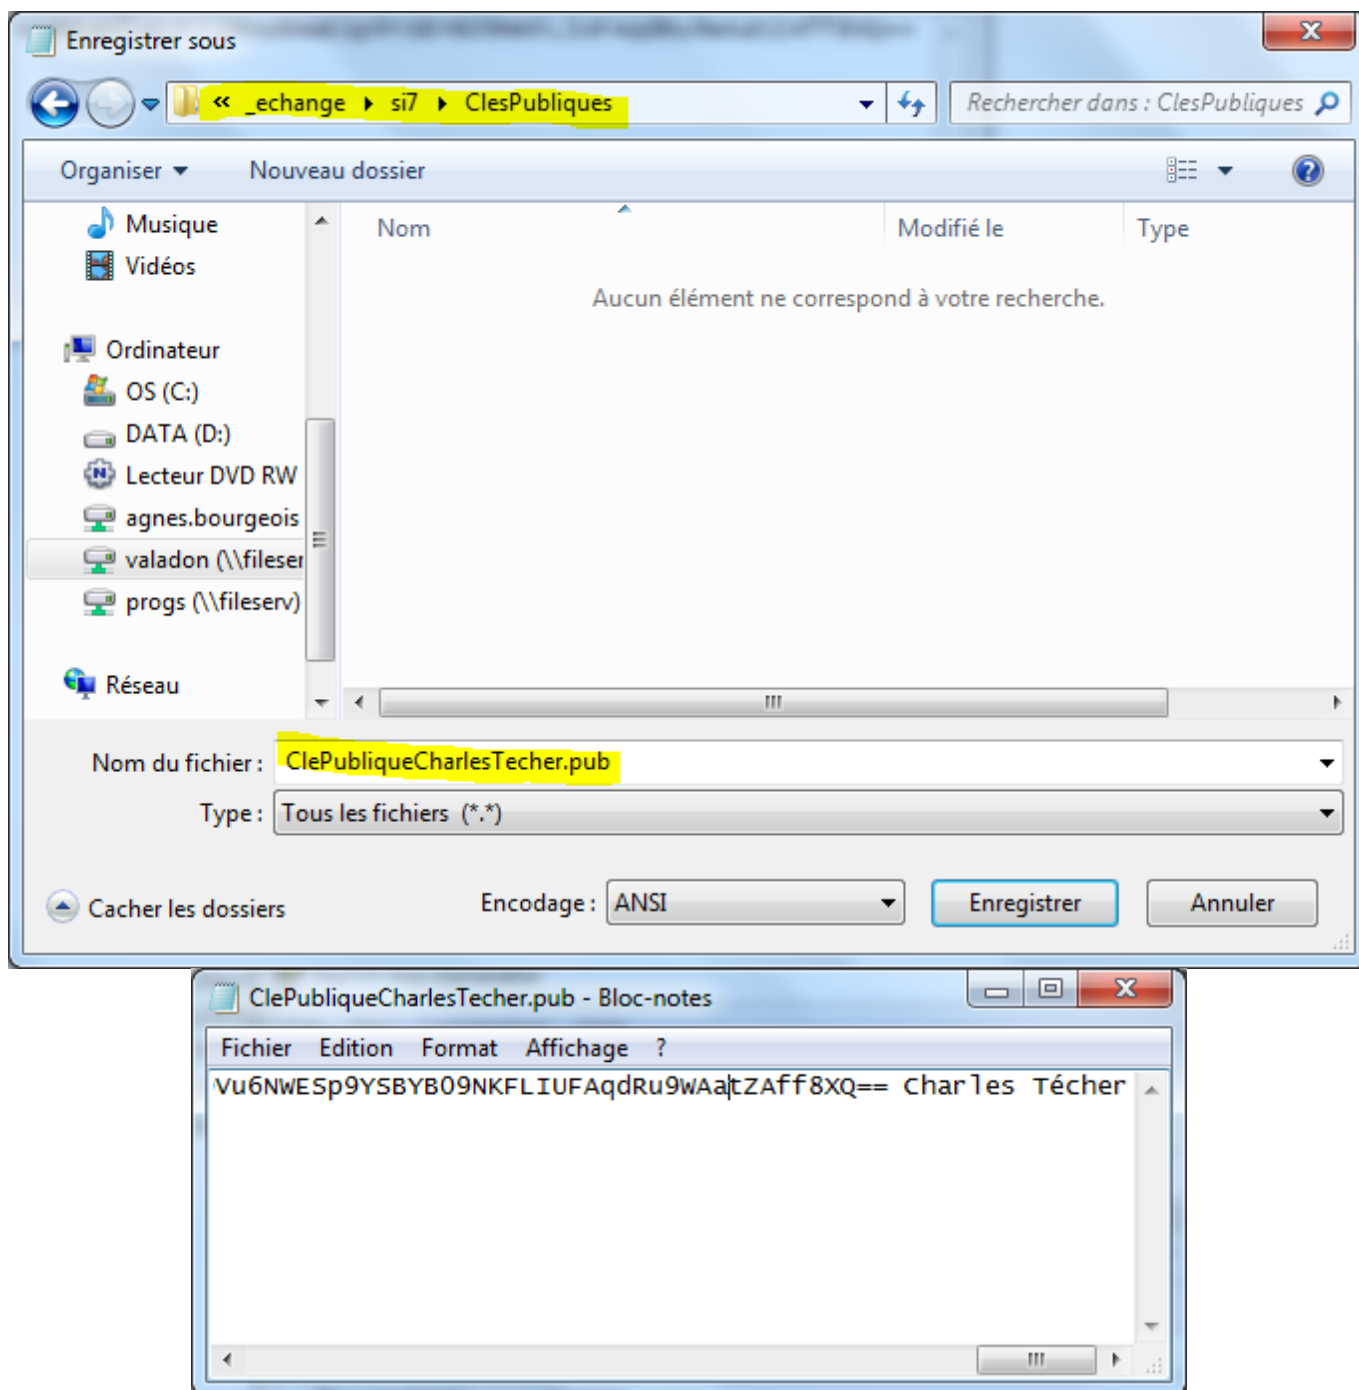 Enregistrer sous
« _echange si7 ClesPubliques
Rechercher dans : ClesPubliques
Organiser Nouveau dossier
Nom Modifié le Type
Aucun élément ne correspond à votre recherche.
Musique
Vidéos
Ordinateur
OS (C:)
DATA (D:)
Lecteur DVD RW
agnes.bourgeois
valadon (\\fileser
progs (\\fileserv)
Réseau
Nom du fichier : ClePubliqueCharlesTecher.pub
Type : Tous les fichiers (*.*)
Cacher les dossiers Encodage : ANSI Enregistrer Annuler
ClePubliqueCharlesTecher.pub - Bloc-notes
Fichier Edition Format Affichage ?
Vu6NWESp9YSBYBO9NKFLIUFAqdRu9WAatZAff8XQ== Charles Técher